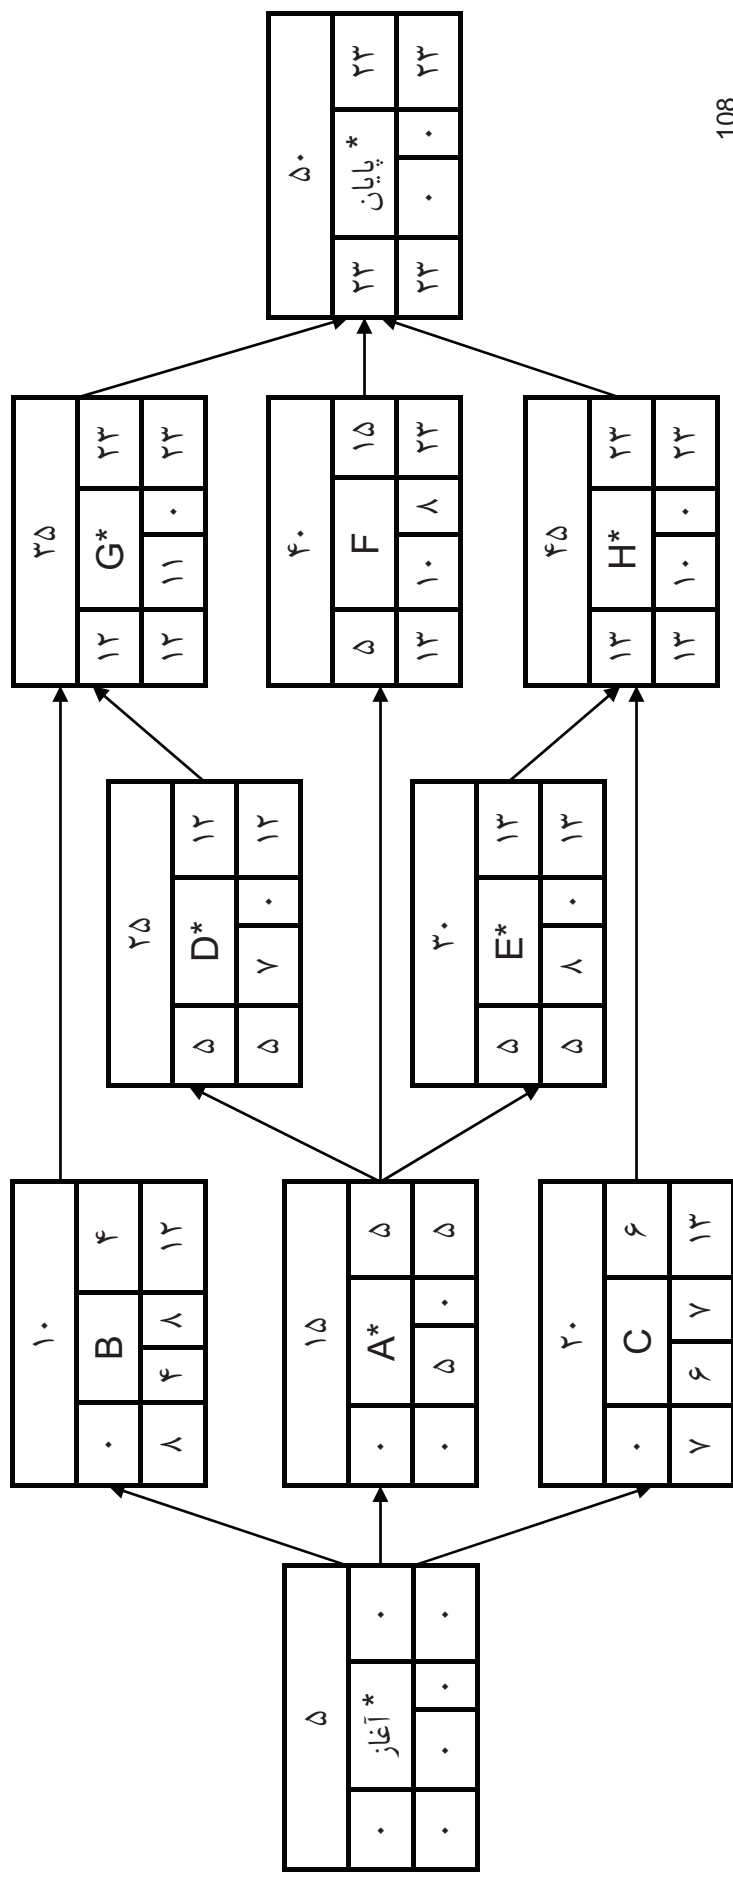 ۵
۰ آغاز * ۰
۰ ۰ ۰ ۰
۱۰
۰ B ۴
۸ ۴ ۸ ۱۲
۱۵
۰ A* ۵
۰ ۵ ۰ ۵
۲۰
۰ C ۶
۷ ۶ ۷ ۱۳
۲۵
۵ D* ۱۲
۵ ۷ ۰ ۱۲
۳۰
۵ E* ۱۳
۵ ۸ ۰ ۱۳
۳۵
۱۲ G* ۲۳
۱۲ ۱۱ ۰ ۲۳
۴۰
۵ F ۱۵
۱۳ ۱۰ ۸ ۲۳
۴۵
۱۳ H* ۲۳
۱۳ ۱۰ ۰ ۲۳
۵۰
۲۳ پایان * ۲۳
۲۳ ۰ ۰ ۲۳
108